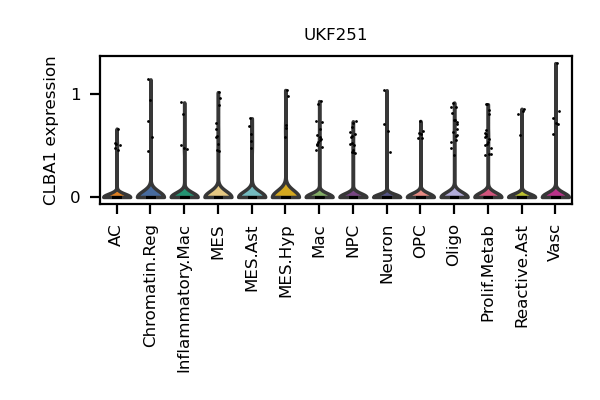 UKF251
CLBA1 expression
1
0
AC
Chromatin.Reg
Inflammatory.Mac
MES
MES.Ast
MES.Hyp
Mac
NPC
Neuron
OPC
Oligo
Prolif.Metab
Reactive.Ast
Vasc